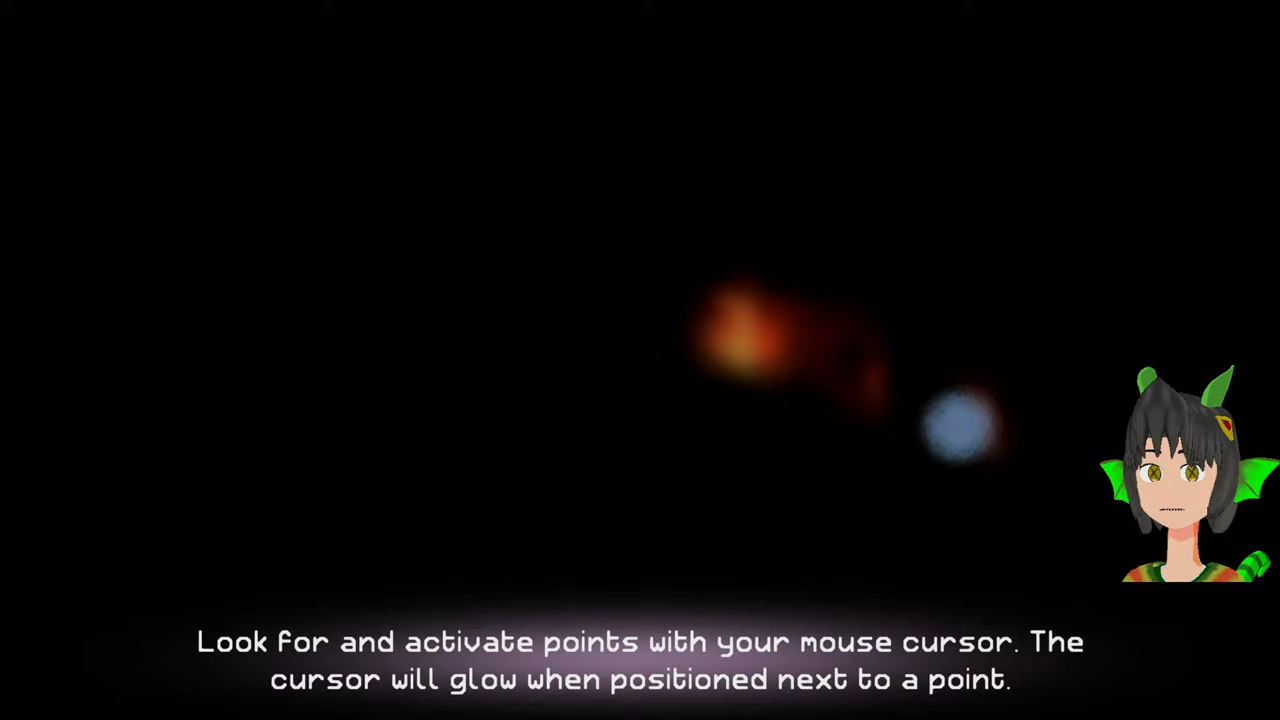 Look for and activate points with your mouse cursor. The
cursor will glow when positioned next to a point.